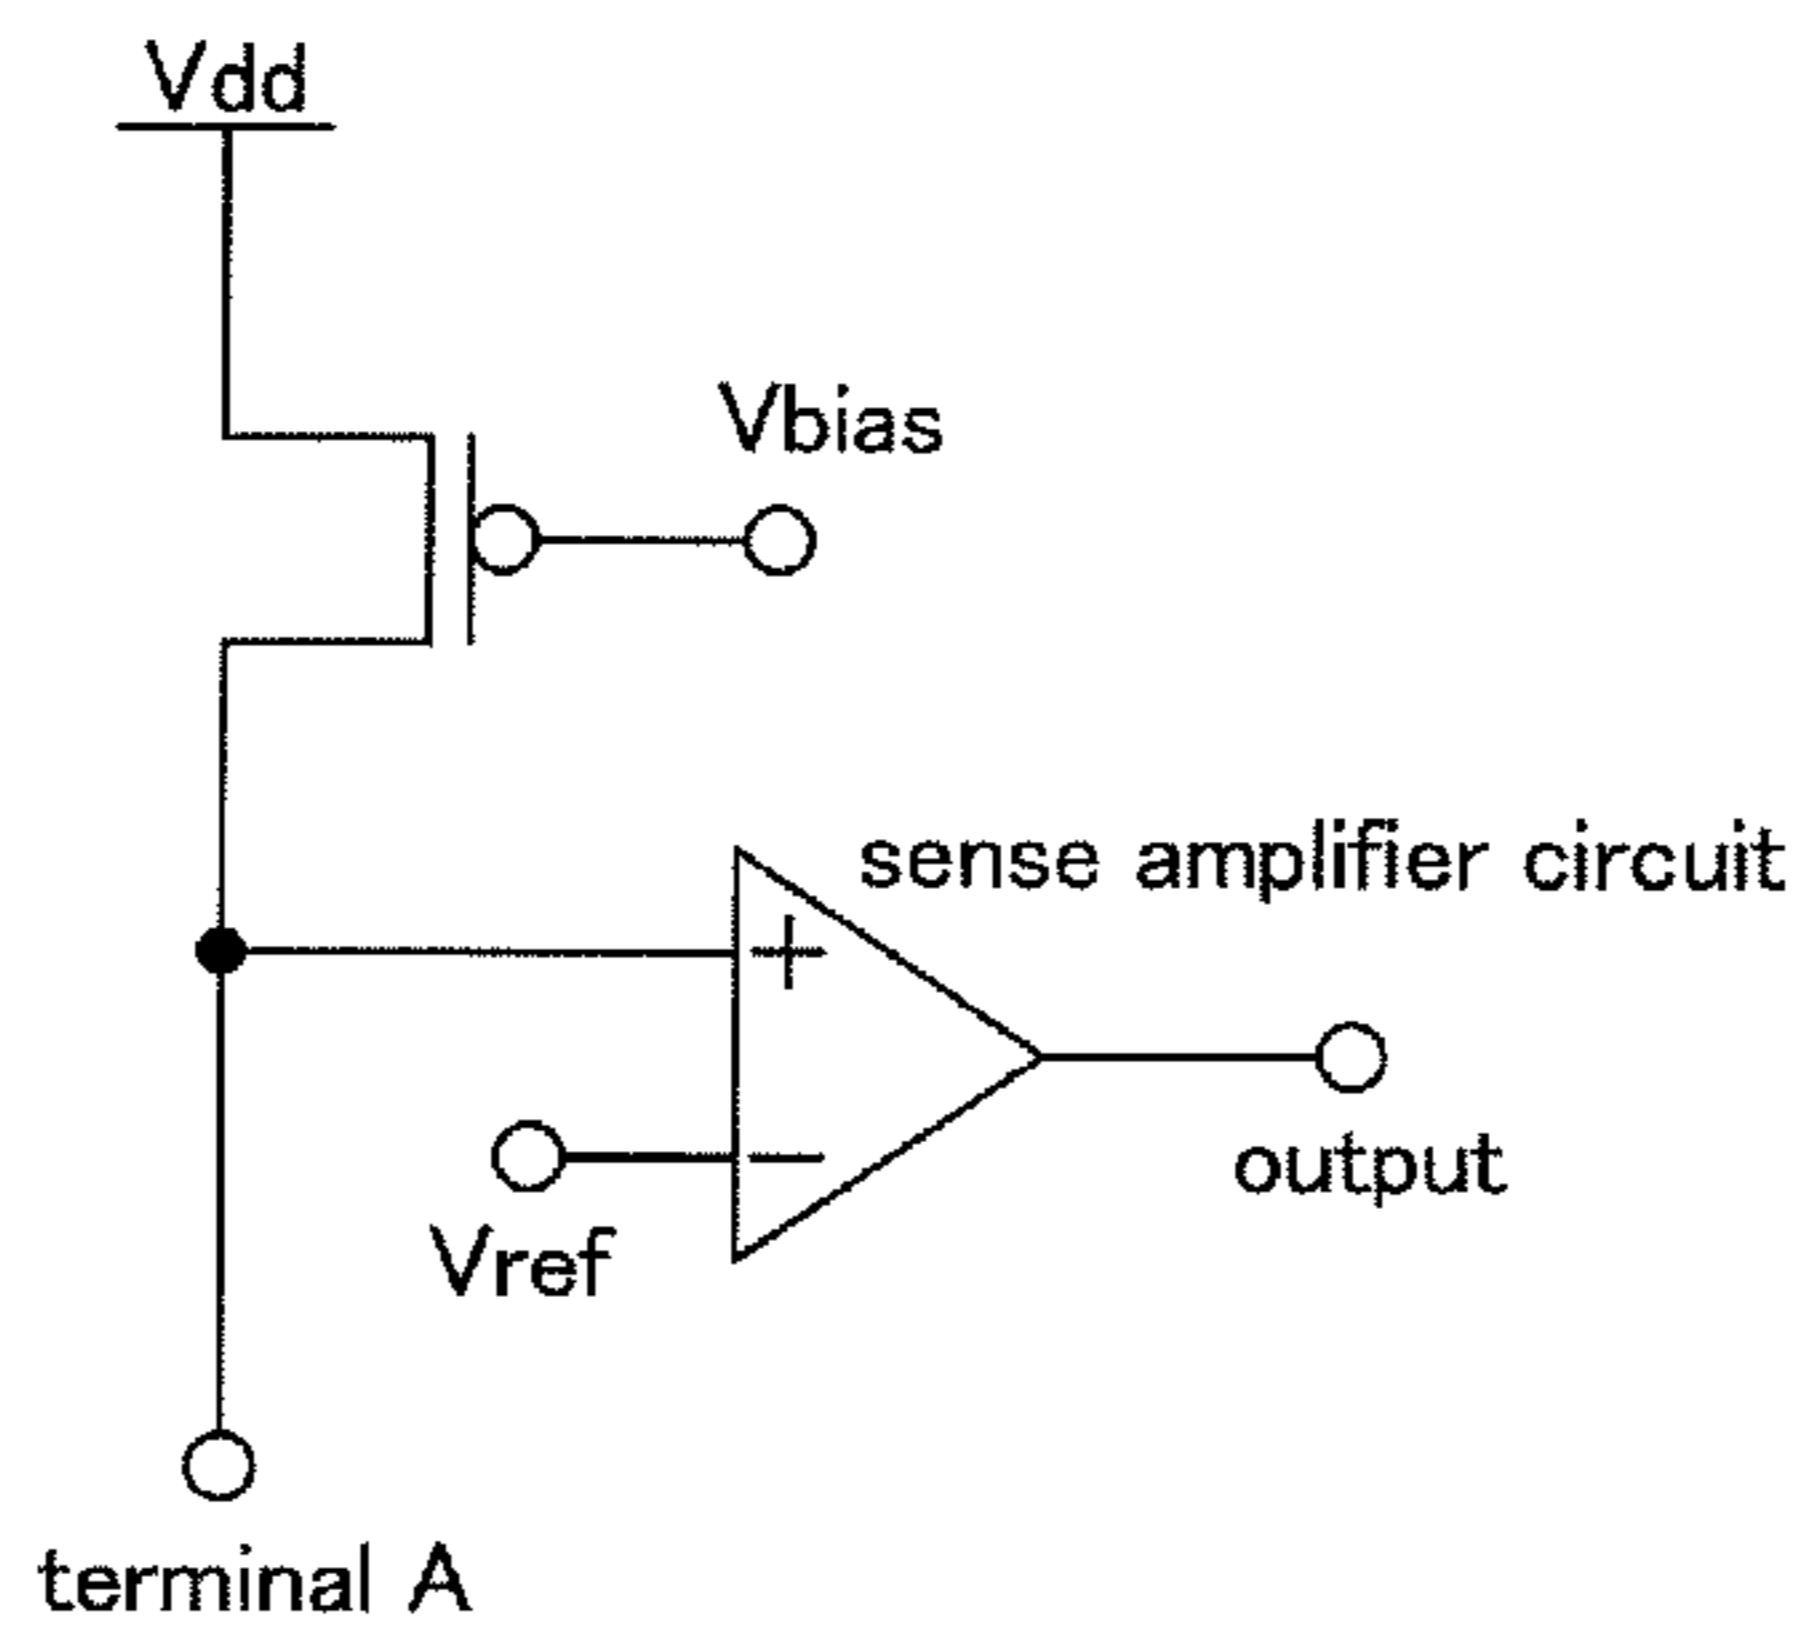 Vdd
Vbias
sense amplifier circuit
+
−
output
Vref
terminal A